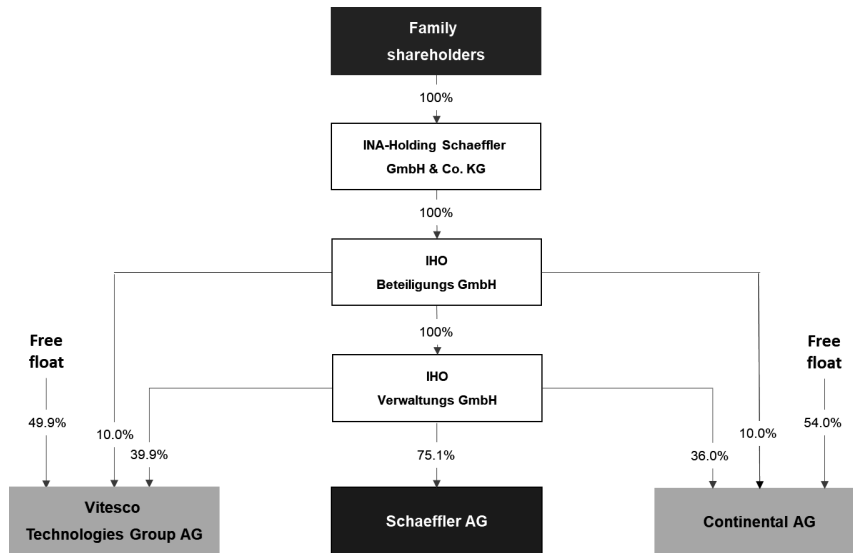 Family
shareholders
100%
INA-Holding Schaeffler
GmbH & Co. KG
100%
IHO
Beteiligungs GmbH
100%
Free
float
Free
float
IHO
Verwaltungs GmbH
49.9%
10.0%
39.9%
75.1%
36.0%
10.0%
54.0%
Vitesco
Technologies Group AG
Schaeffler AG
Continental AG